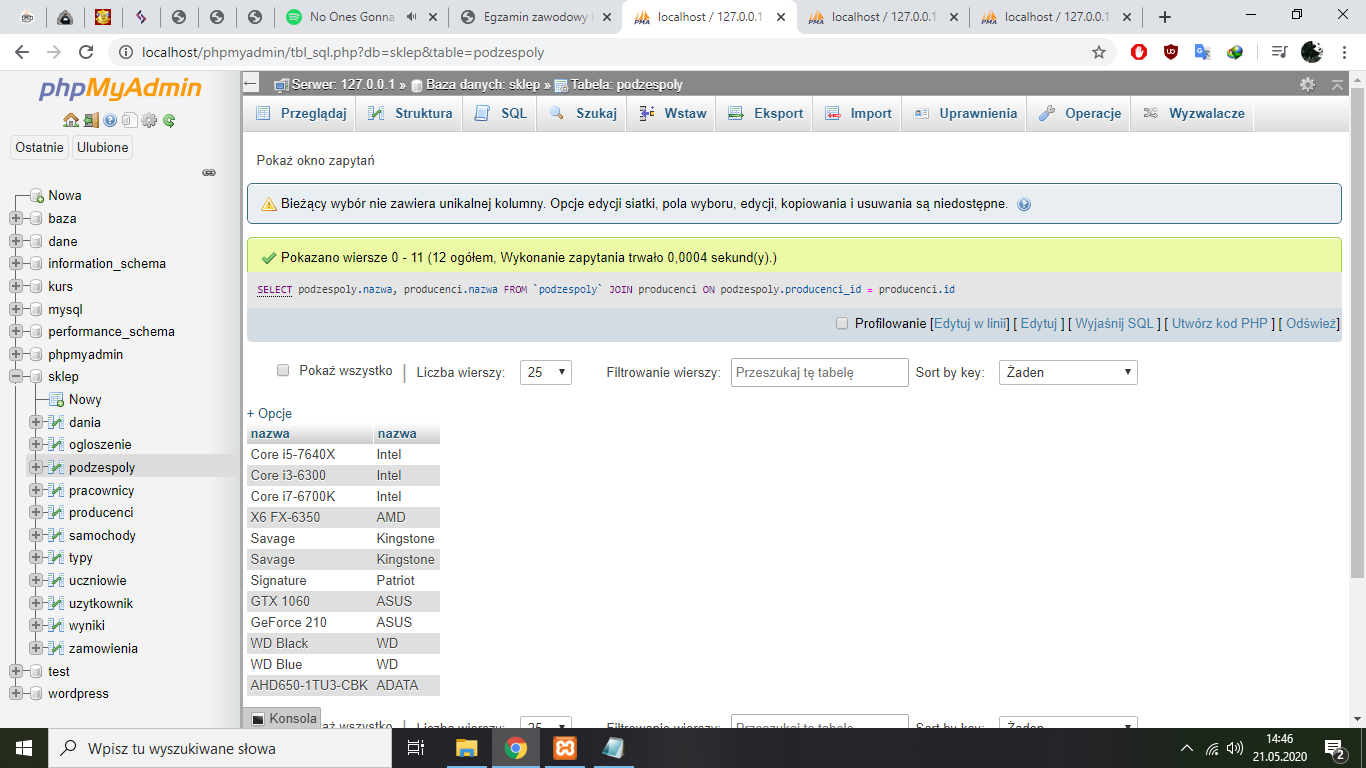 No Ones Gonna
Egzamin zawodowy
localhost / 127.0.0.1
localhost / 127.0.0.1
localhost / 127.0.0.1
localhost/phpmyadmin/tbl_sql.php?db=sklep&table=podzespoly
phpMyAdmin
Ostatnie Ulubione
Nowa
baza
dane
information_schema
kurs
mysql
performance_schema
phpmyadmin
sklep
Nowy
dania
ogloszenie
podzespoly
pracownicy
producenci
samochody
typy
uczniowie
uzytkownik
wyniki
zamowienia
test
wordpress
Serwer: 127.0.0.1 » Baza danych: sklep » Tabela: podzespoly
Przeglądaj Struktura SQL Szukaj Wstaw Eksport Import Uprawnienia Operacje Wyzwalacze
Pokaż okno zapytań
Bieżący wybór nie zawiera unikalnej kolumny. Opcje edycji siatki, pola wyboru, edycji, kopiowania i usuwania są niedostępne.
Pokazano wiersze 0 - 11 (12 ogółem, Wykonanie zapytania trwało 0,0004 sekund(y).)
SELECT podzespoly.nazwa, producenci.nazwa FROM `podzespoly` JOIN producenci ON podzespoly.producenci_id = producenci.id
Profilowanie [Edytuj w linii] [ Edytuj ] [ Wyjaśnij SQL ] [ Utwórz kod PHP ] [ Odśwież]
Pokaż wszystko | Liczba wierszy: 25 Filtrowanie wierszy: Przeszukaj tę tabelę Sort by key: Żaden
+ Opcje
nazwa nazwa
Core i5-7640X Intel
Core i3-6300 Intel
Core i7-6700K Intel
X6 FX-6350 AMD
Savage Kingstone
Savage Kingstone
Signature Patriot
GTX 1060 ASUS
GeForce 210 ASUS
WD Black WD
WD Blue WD
AHD650-1TU3-CBK ADATA
Konsola
wszystko | Liczba wierszy: 25 Filtrowanie wierszy: Przeszukaj tę tabelę Sort by key: Żaden
Wpisz tu wyszukiwane słowa
14:46
21.05.2020
2